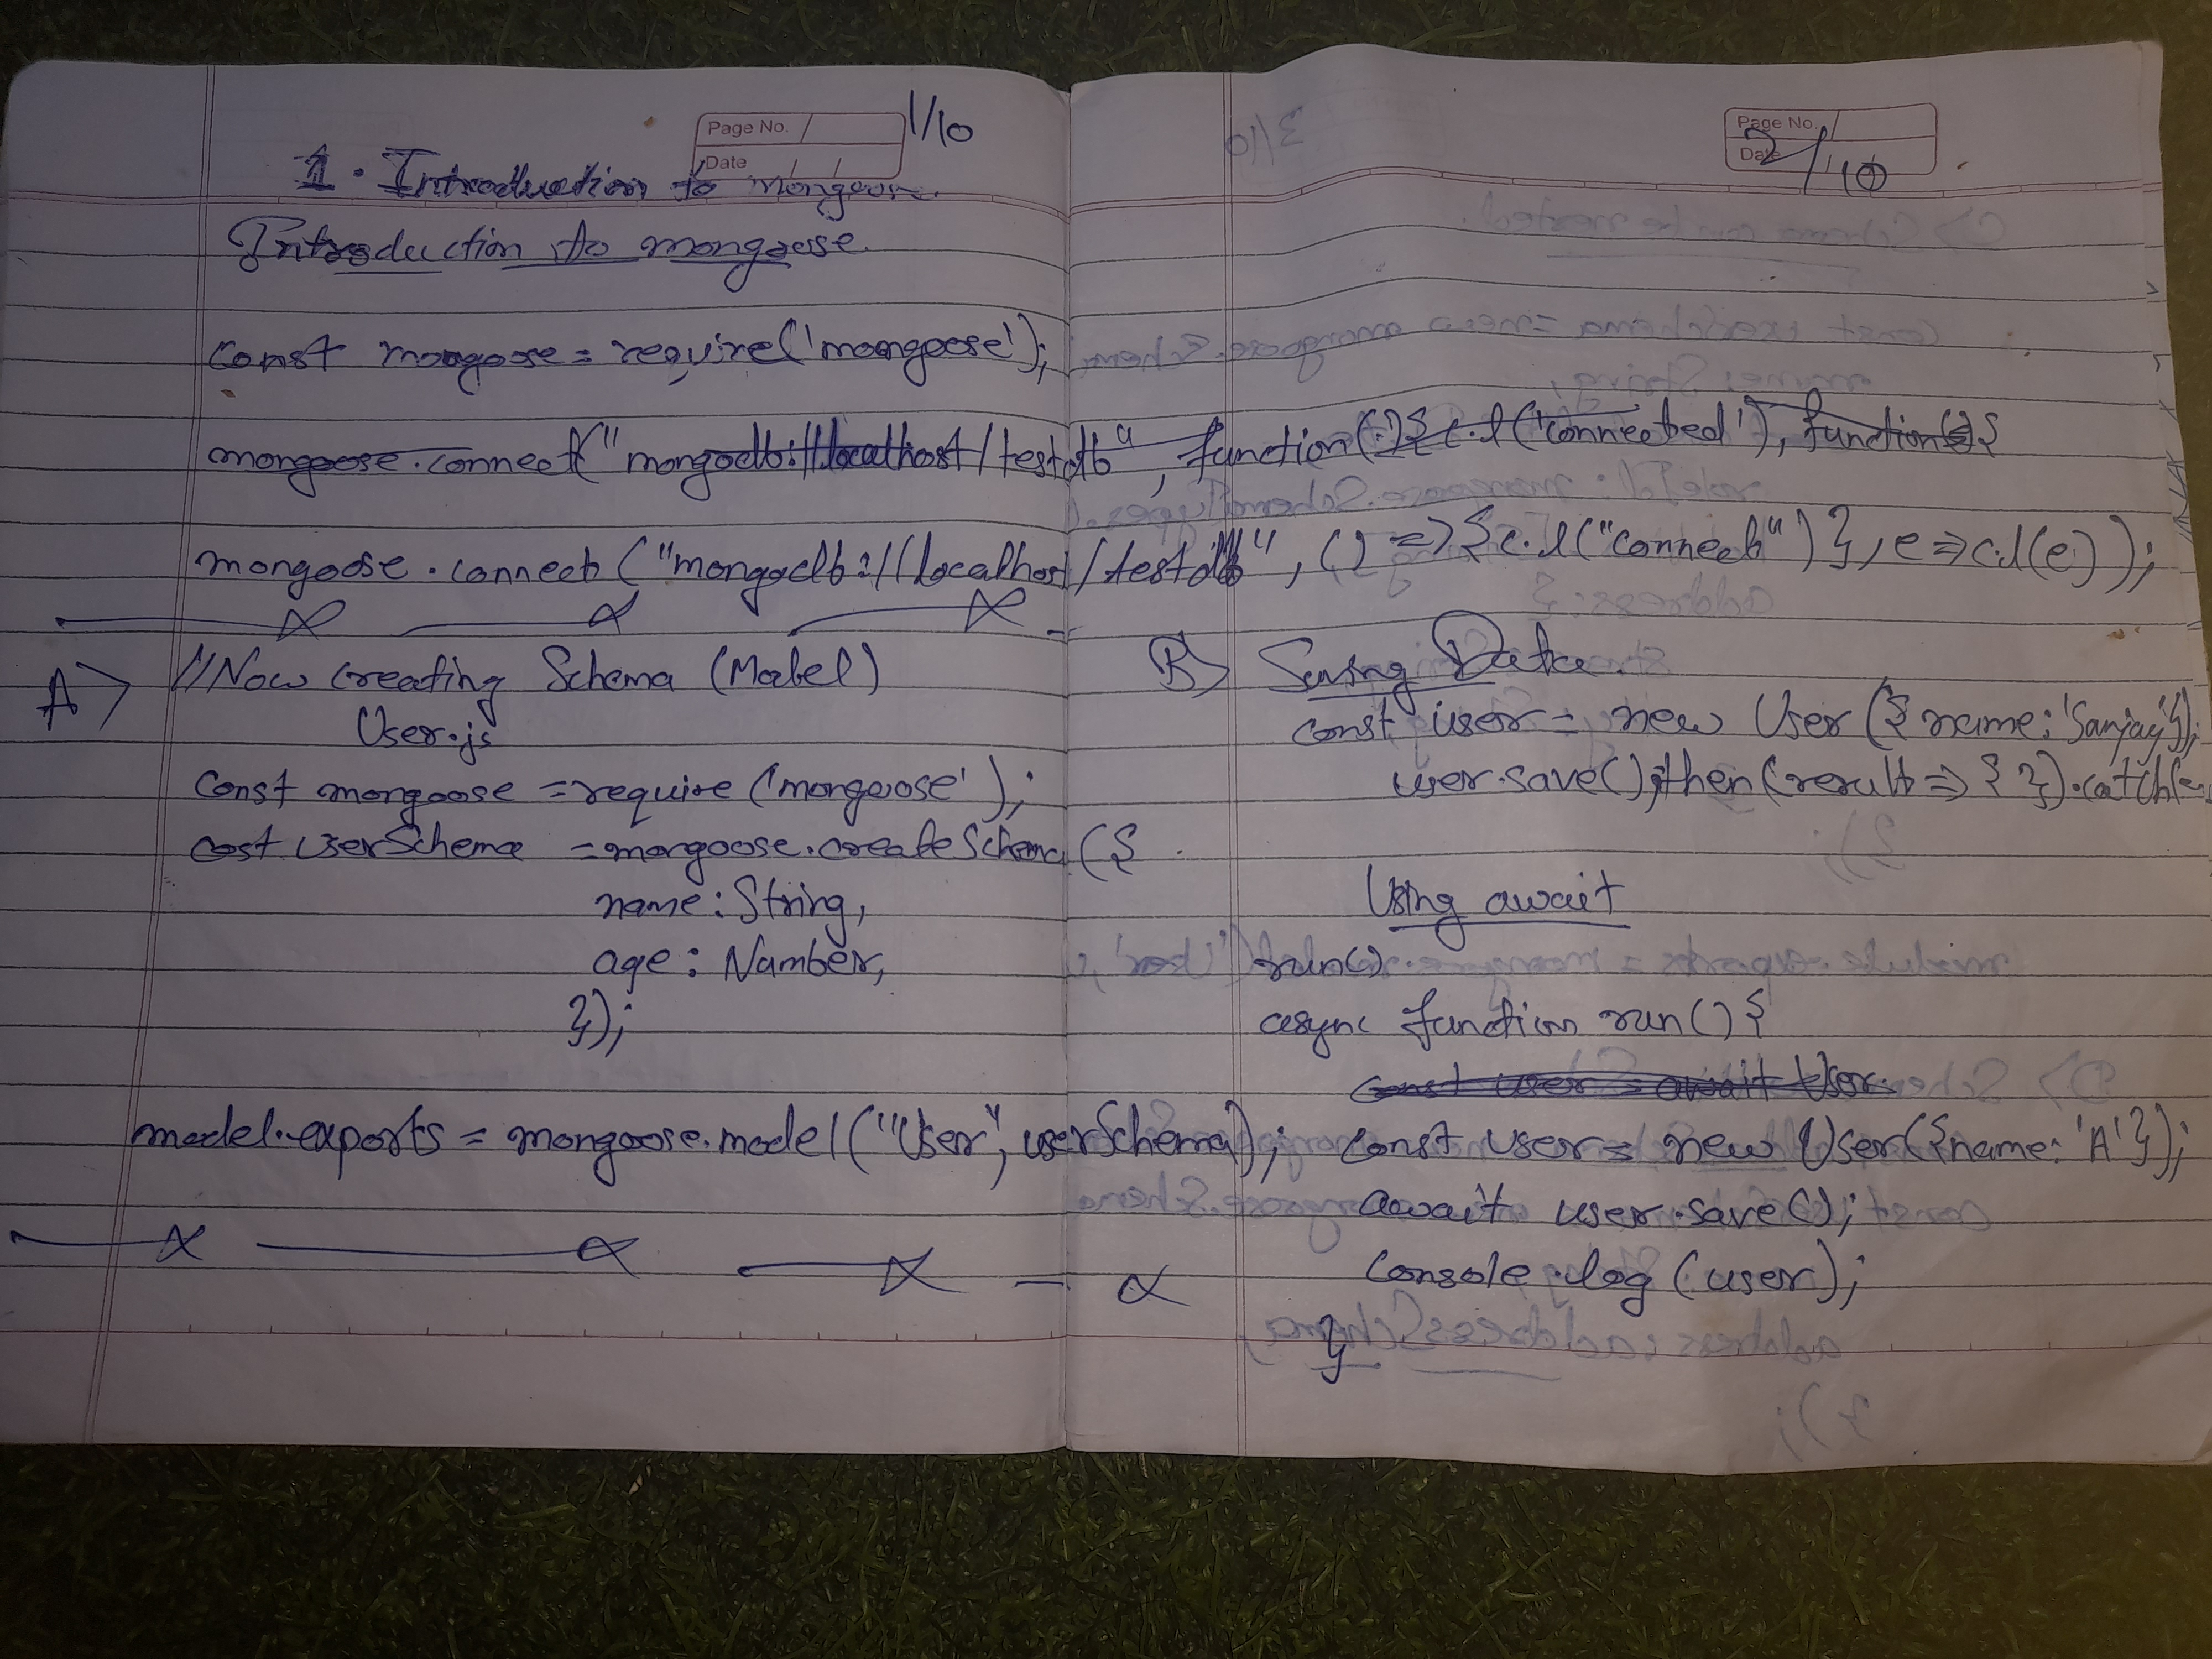 Page No.
Date
1/10
1. Introduction to mongoose.
Introduction to mongoose.
const mongoose = require('mongoose');
mongoose.connect("mongodb://localhost/testdb", function(){c.l('connected'), function(e){
mongoose.connect("mongodb://localhost/testdb", () => {c.l("connect")}, e => c.l(e));
A> //Now creating Schema (Model)
User.js
const mongoose = require('mongoose');
cost userSchema = mongoose.createSchema({
name: String,
age: Number,
});
model.exports = mongoose.model("User", userSchema);
Page No.
Date
2/10
B> Saving Data.
const user = new User({name: 'Sanjay'});
user.save().then(result => { }).catch(e
Using await
run()
async function run(){
const user = await User.
const user = new User({name: 'A'});
await user.save();
console.log(user);
}